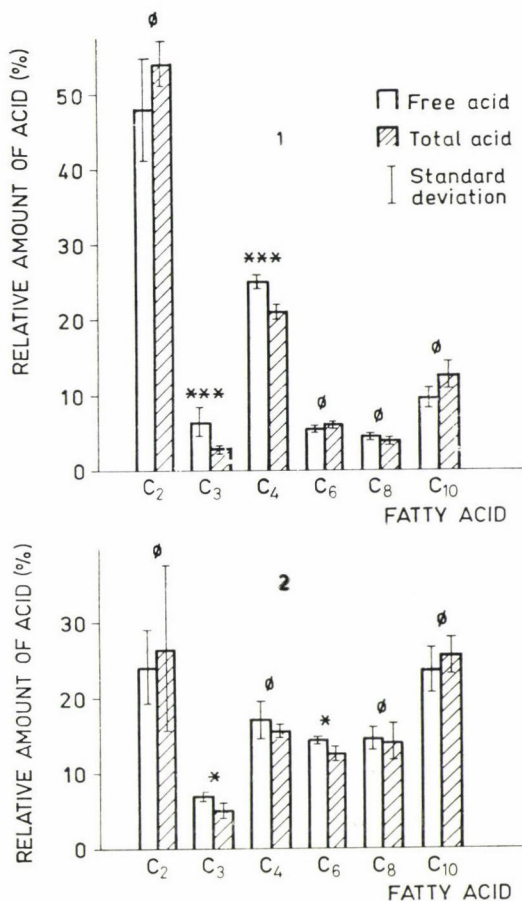 RELATIVE AMOUNT OF ACID (%)
50
40
30
20
10
0
ø
***
***
ø
ø
ø
1
Free acid
Total acid
Standard
deviation
C2
C3
C4
C6
C8
C10
FATTY ACID
RELATIVE AMOUNT OF ACID (%)
30
20
10
0
ø
*
ø
*
ø
ø
2
C2
C3
C4
C6
C8
C10
FATTY ACID